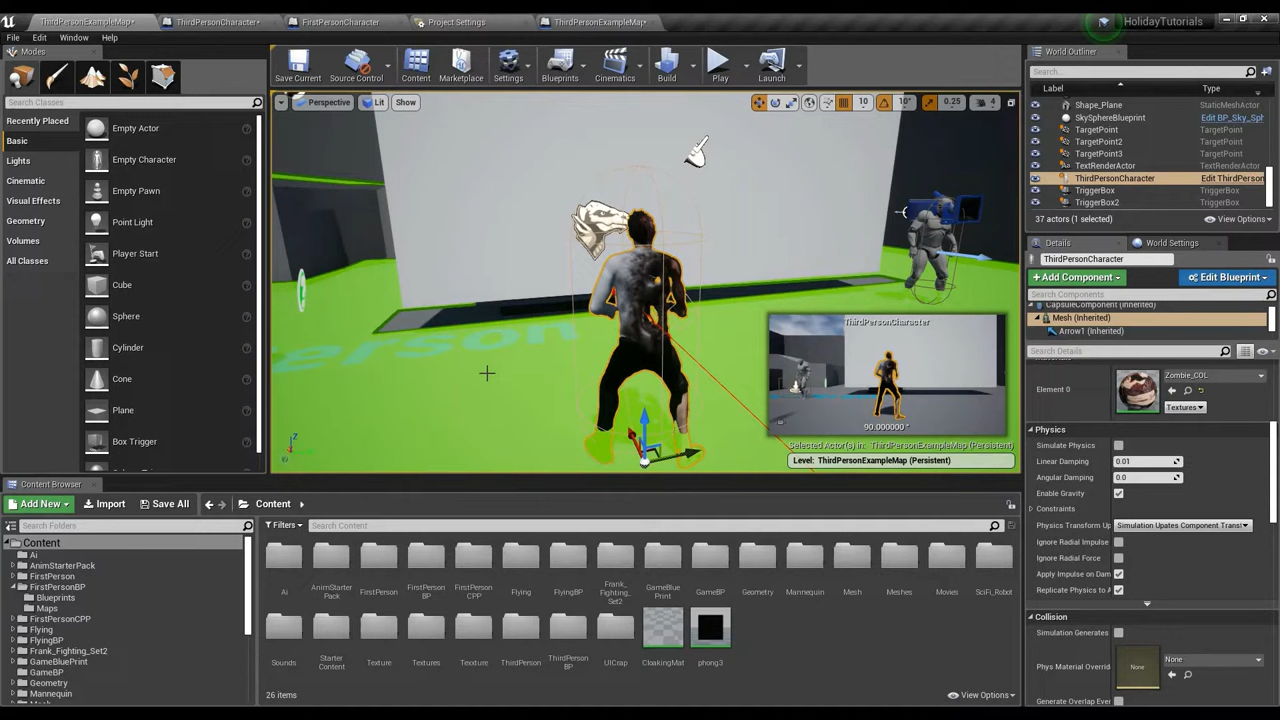 ThirdPersonExampleMap*
ThirdPersonCharacter*
FirstPersonCharacter
Project Settings
ThirdPersonExampleMap*
HolidayTutorials
File Edit Window Help
Modes
Search Classes
Recently Placed
Basic
Lights
Cinematic
Visual Effects
Geometry
Volumes
All Classes
Empty Actor
Empty Character
Empty Pawn
Point Light
Player Start
Cube
Sphere
Cylinder
Cone
Plane
Box Trigger
Save Current
Source Control
Content
Marketplace
Settings
Blueprints
Cinematics
Build
Play
Launch
Perspective
Lit
Show
10
10°
0.25
4
erson
ThirdPersonCharacter
90.000000 °
Selected Actor(s) in: ThirdPersonExampleMap (Persistent)
Level: ThirdPersonExampleMap (Persistent)
World Outliner
Search...
Label Type
Shape_Plane StaticMeshActor
SkySphereBlueprint Edit BP_Sky_Sph
TargetPoint TargetPoint
TargetPoint2 TargetPoint
TargetPoint3 TargetPoint
TextRenderActor TextRenderActor
ThirdPersonCharacter Edit ThirdPerson
TriggerBox TriggerBox
TriggerBox2 TriggerBox
37 actors (1 selected)
View Options
Details
World Settings
ThirdPersonCharacter
Add Component
Edit Blueprint
Search Components
CapsuleComponent (Inherited)
Mesh (Inherited)
Arrow1 (Inherited)
Search Details
Element 0
Zombie_COL
Textures
Physics
Simulate Physics
Linear Damping 0.01
Angular Damping 0.0
Enable Gravity
Constraints
Physics Transform Up Simulation Upates Component Transf
Ignore Radial Impulse
Ignore Radial Force
Apply Impulse on Dam
Replicate Physics to A
Collision
Simulation Generates
Phys Material Overrid
None
None
Generate Overlap Ever
Content Browser
Add New
Import
Save All
Content
Search Folders
Filters
Search Content
Content
Ai
AnimStarterPack
FirstPerson
FirstPersonBP
Blueprints
Maps
FirstPersonCPP
Flying
FlyingBP
Frank_Fighting_Set2
GameBluePrint
GameBP
Geometry
Mannequin
Ai
AnimStarter Pack
FirstPerson
FirstPerson BP
FirstPerson CPP
Flying
FlyingBP
Frank_ Fighting_ Set2
GameBlue Print
GameBP
Geometry
Mannequin
Mesh
Meshes
Movies
SciFi_Robot
Sounds
Starter Content
Texture
Textures
Texxture
ThirdPerson
ThirdPerson BP
UICrap
CloakingMat
phong3
26 items
View Options